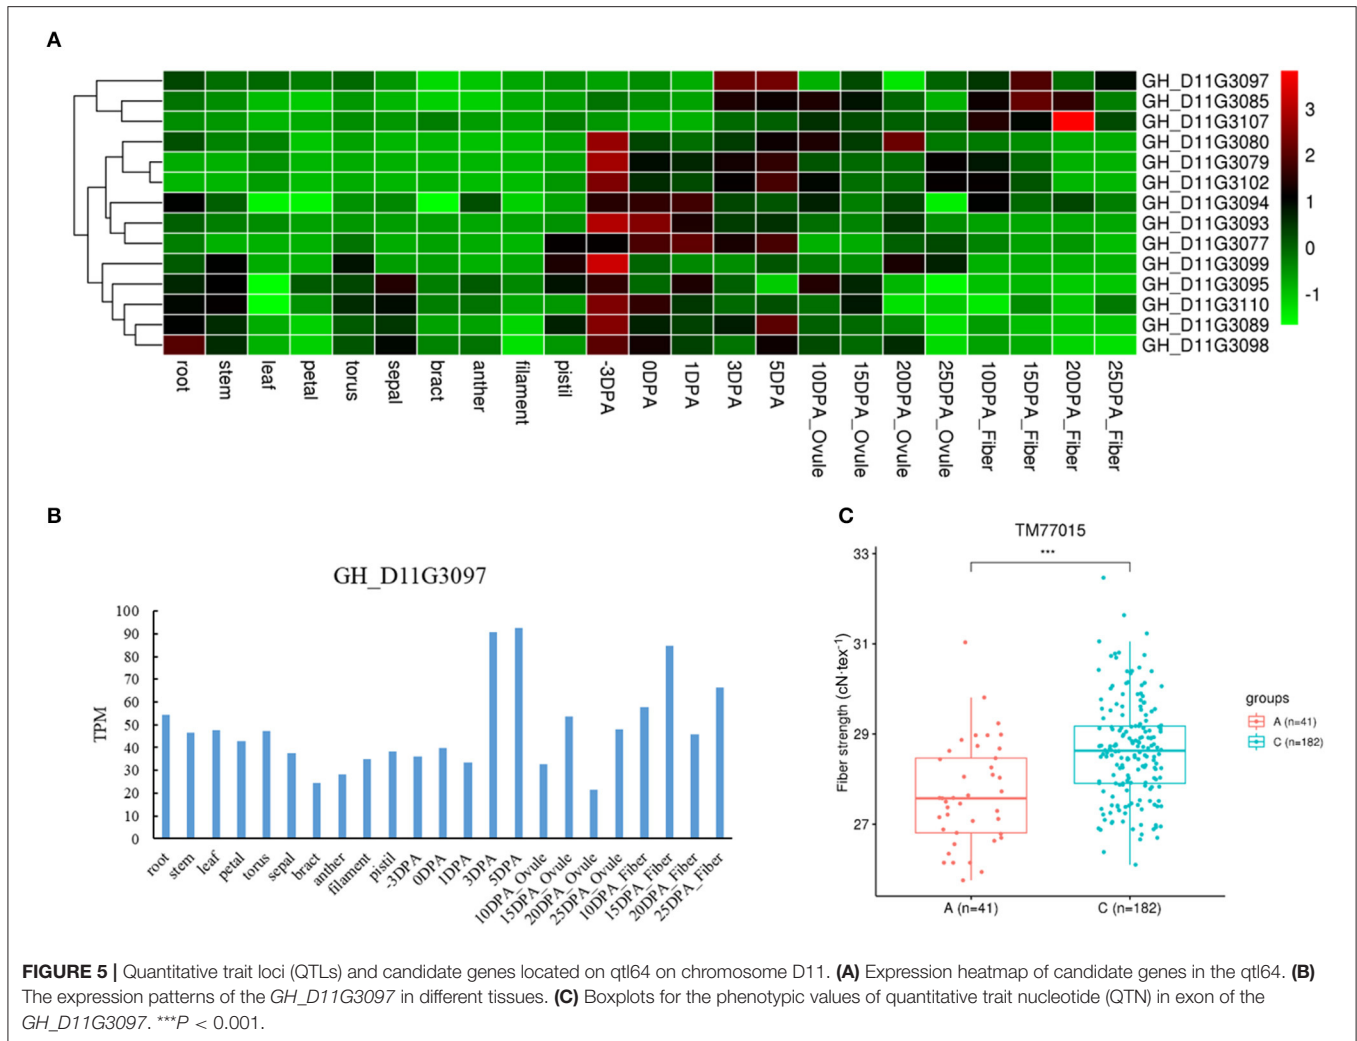 A
GH_D11G3097
GH_D11G3085
GH_D11G3107
GH_D11G3080
GH_D11G3079
GH_D11G3102
GH_D11G3094
GH_D11G3093
GH_D11G3077
GH_D11G3099
GH_D11G3095
GH_D11G3110
GH_D11G3089
GH_D11G3098
3
2
1
0
-1
root
stem
leaf
petal
torus
sepal
bract
anther
filament
pistil
-3DPA
0DPA
1DPA
3DPA
5DPA
10DPA_Ovule
15DPA_Ovule
20DPA_Ovule
25DPA_Ovule
10DPA_Fiber
15DPA_Fiber
20DPA_Fiber
25DPA_Fiber
B
GH_D11G3097
TPM
100
90
80
70
60
50
40
30
20
10
0
root
stem
leaf
petal
torus
sepal
bract
anther
filament
pistil
-3DPA
0DPA
1DPA
3DPA
5DPA
10DPA_Ovule
15DPA_Ovule
20DPA_Ovule
25DPA_Ovule
10DPA_Fiber
15DPA_Fiber
20DPA_Fiber
25DPA_Fiber
C
TM77015
***
Fiber strength (cN·tex⁻¹)
33
31
29
27
A (n=41)
C (n=182)
groups
A (n=41)
C (n=182)
FIGURE 5 | Quantitative trait loci (QTLs) and candidate genes located on qtl64 on chromosome D11. (A) Expression heatmap of candidate genes in the qtl64. (B)
The expression patterns of the GH_D11G3097 in different tissues. (C) Boxplots for the phenotypic values of quantitative trait nucleotide (QTN) in exon of the
GH_D11G3097. ***P < 0.001.